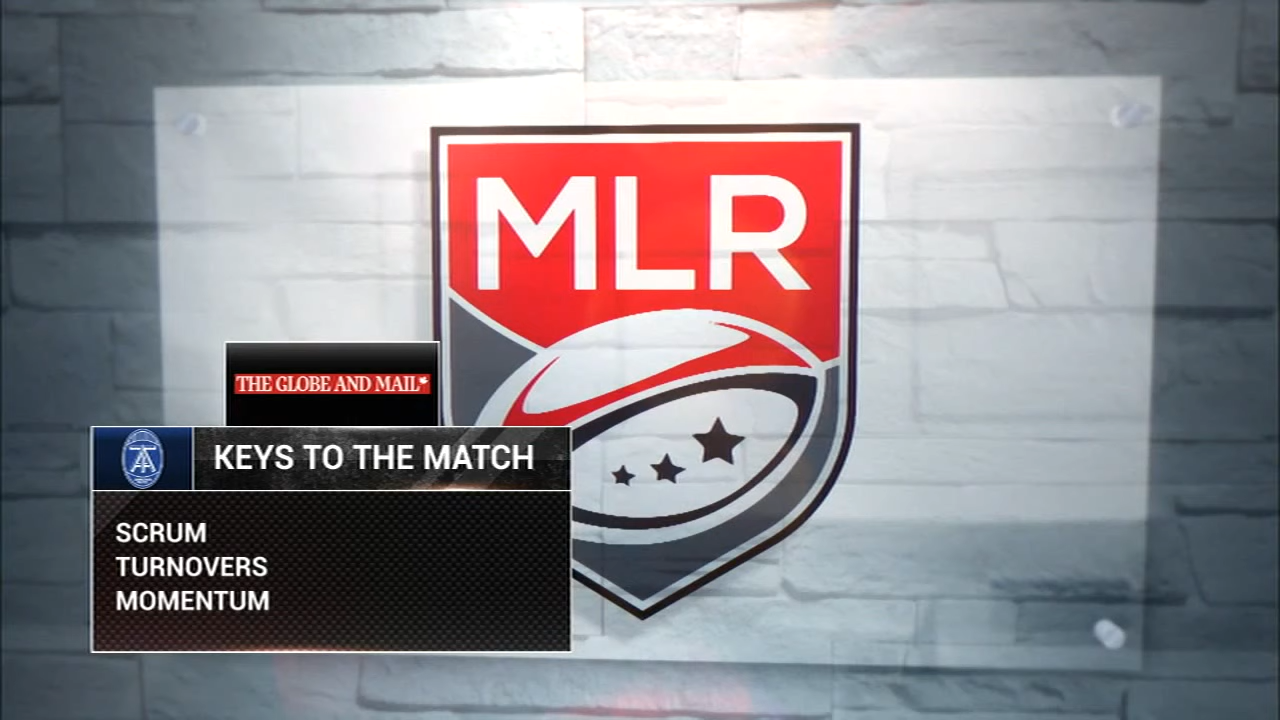 MLR
THE GLOBE AND MAIL*
KEYS TO THE MATCH
SCRUM
TURNOVERS
MOMENTUM